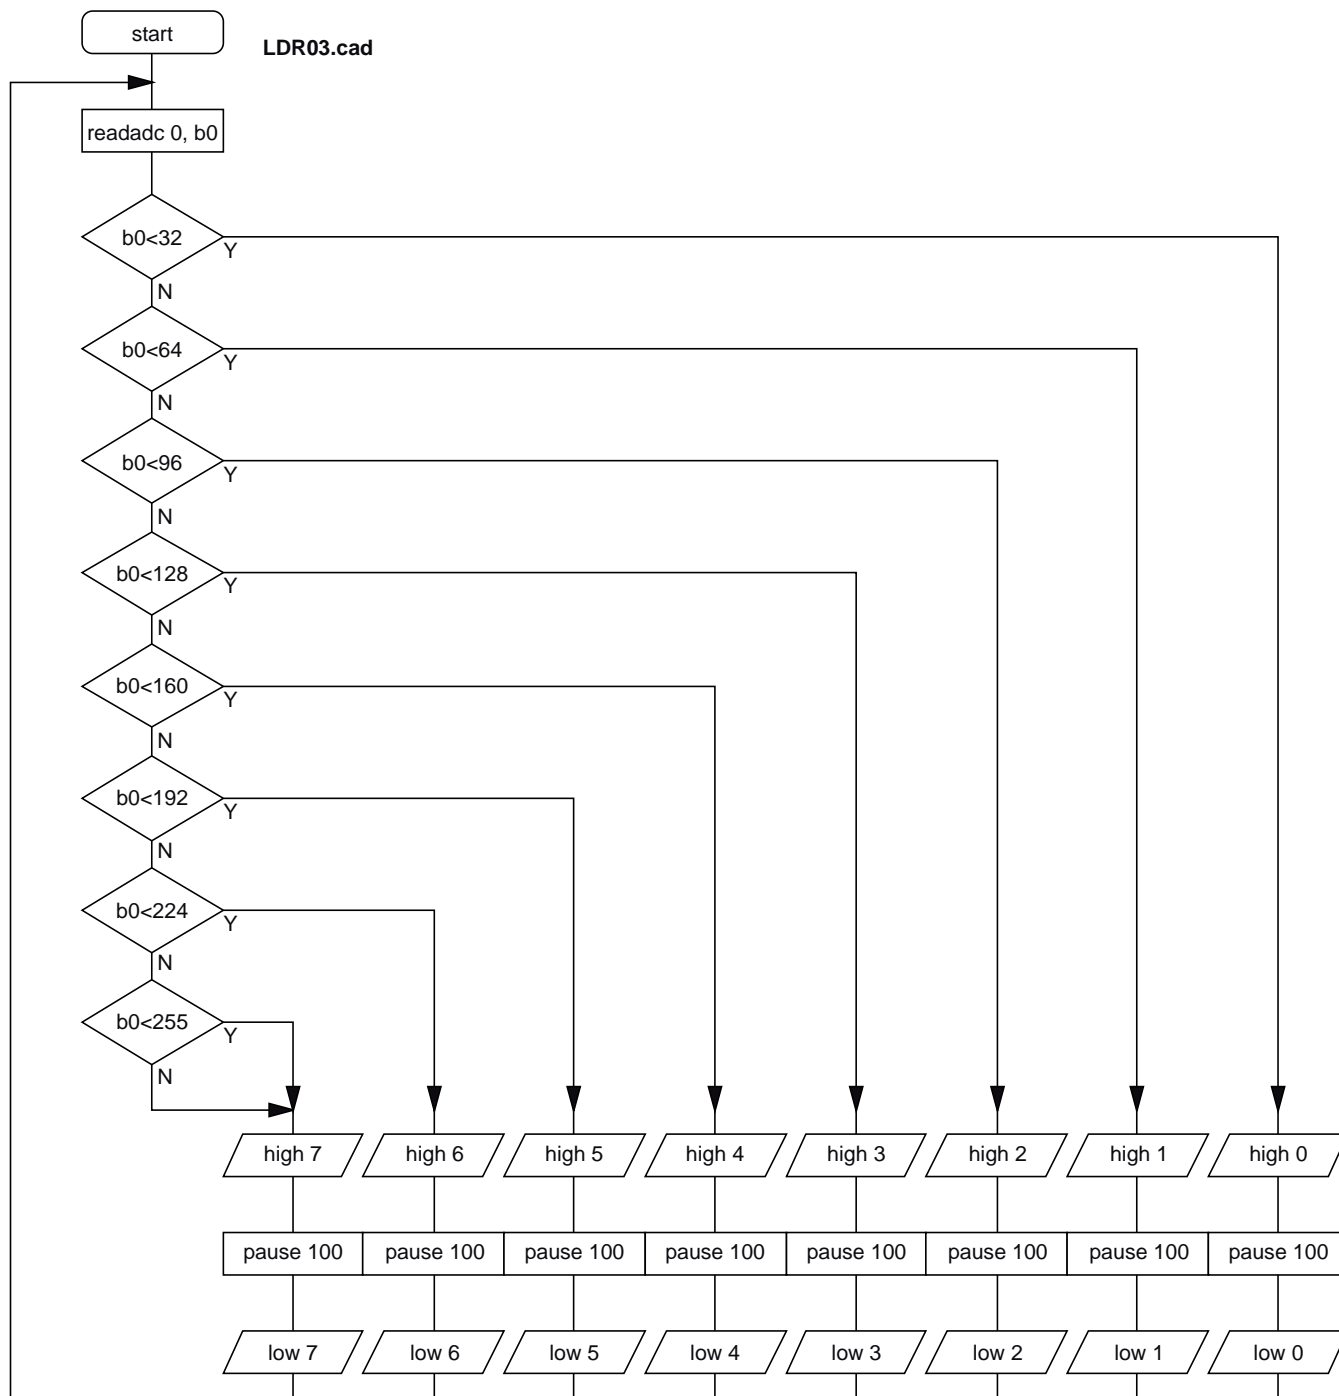 start
LDR03.cad
readadc 0, b0
b0<32
Y
N
b0<64
Y
N
b0<96
Y
N
b0<128
Y
N
b0<160
Y
N
b0<192
Y
N
b0<224
Y
N
b0<255
Y
N
high 7 high 6 high 5 high 4 high 3 high 2 high 1 high 0
pause 100 pause 100 pause 100 pause 100 pause 100 pause 100 pause 100 pause 100
low 7 low 6 low 5 low 4 low 3 low 2 low 1 low 0